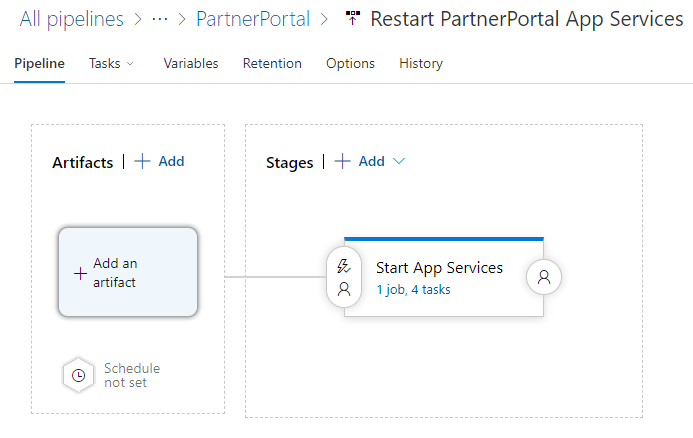 All pipelines > ··· > PartnerPortal > Restart PartnerPortal App Services
Pipeline Tasks Variables Retention Options History
Artifacts | + Add
Stages | + Add
+ Add an
artifact
Start App Services
1 job, 4 tasks
Schedule
not set